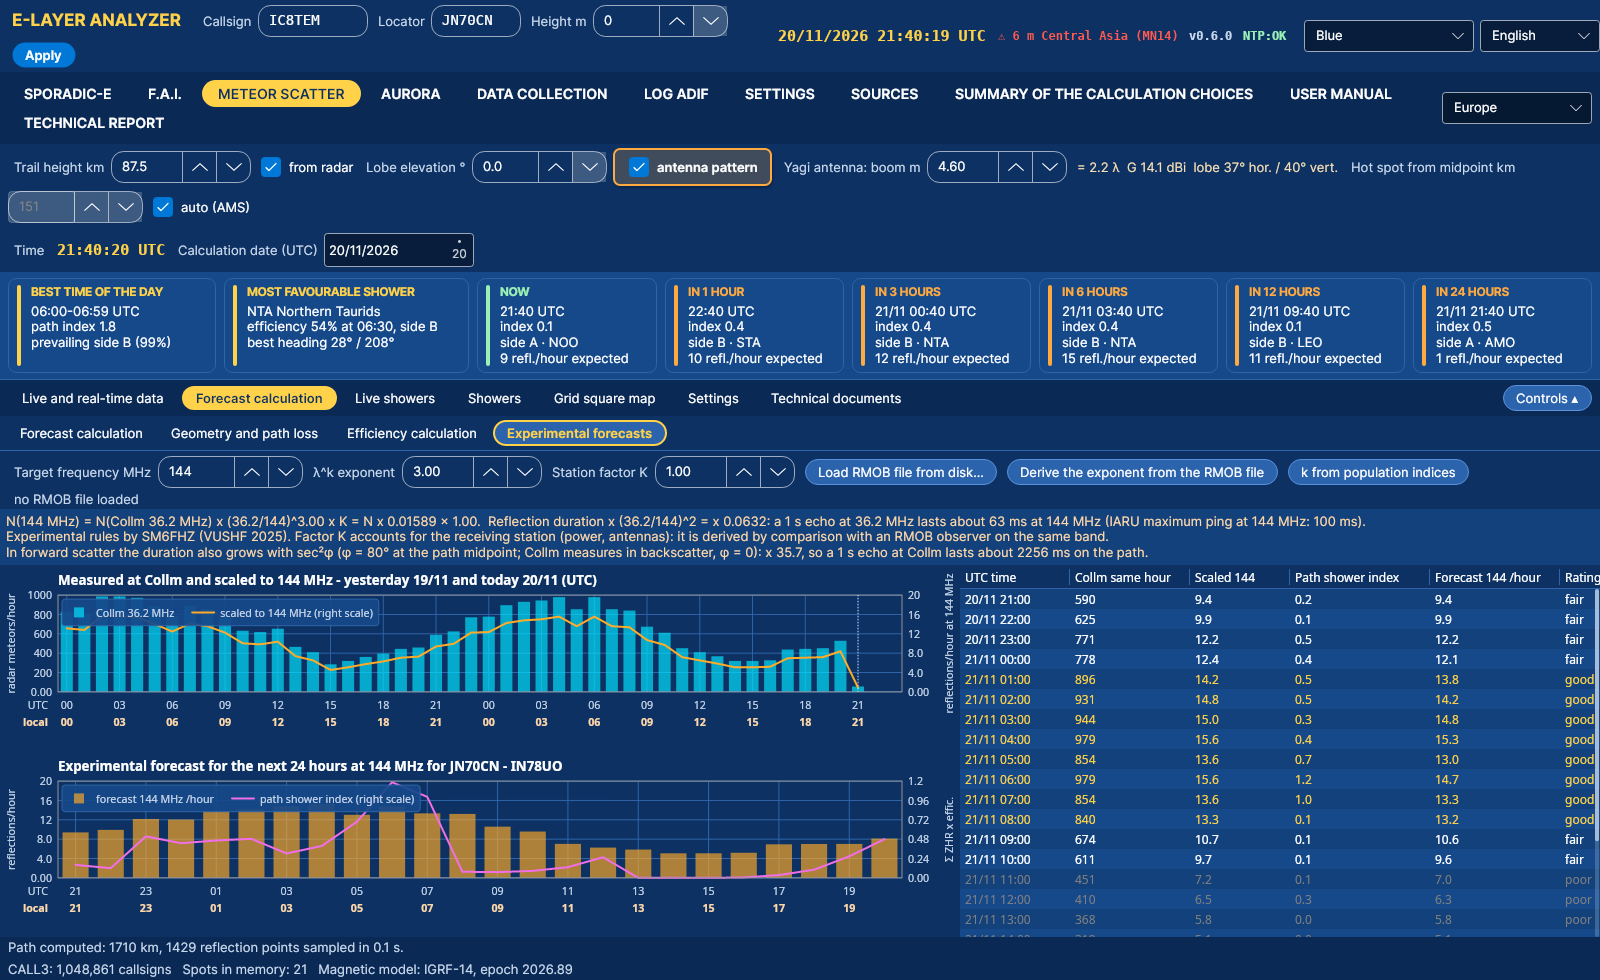 E-LAYER ANALYZER Callsign IC8TEM Locator JN70CN Height m 0
20/11/2026 21:40:19 UTC ⚠ 6 m Central Asia (MN14) v0.6.0 NTP:OK Blue English
Apply
SPORADIC-E F.A.I. METEOR SCATTER AURORA DATA COLLECTION LOG ADIF SETTINGS SOURCES SUMMARY OF THE CALCULATION CHOICES USER MANUAL
TECHNICAL REPORT
Europe
Trail height km 87.5 from radar Lobe elevation ° 0.0 antenna pattern Yagi antenna: boom m 4.60 = 2.2 λ G 14.1 dBi lobe 37° hor. / 40° vert. Hot spot from midpoint km
151 auto (AMS)
Time 21:40:20 UTC Calculation date (UTC) 20/11/2026 20
BEST TIME OF THE DAY
06:00-06:59 UTC
path index 1.8
prevailing side B (99%)
MOST FAVOURABLE SHOWER
NTA Northern Taurids
efficiency 54% at 06:30, side B
best heading 28° / 208°
NOW
21:40 UTC
index 0.1
side A · NOO
9 refl./hour expected
IN 1 HOUR
22:40 UTC
index 0.4
side B · STA
10 refl./hour expected
IN 3 HOURS
21/11 00:40 UTC
index 0.4
side B · NTA
12 refl./hour expected
IN 6 HOURS
21/11 03:40 UTC
index 0.4
side B · NTA
15 refl./hour expected
IN 12 HOURS
21/11 09:40 UTC
index 0.1
side B · LEO
11 refl./hour expected
IN 24 HOURS
21/11 21:40 UTC
index 0.5
side A · AMO
1 refl./hour expected
Live and real-time data Forecast calculation Live showers Showers Grid square map Settings Technical documents Controls ▴
Forecast calculation Geometry and path loss Efficiency calculation Experimental forecasts
Target frequency MHz 144 λ^k exponent 3.00 Station factor K 1.00 Load RMOB file from disk... Derive the exponent from the RMOB file k from population indices
no RMOB file loaded
N(144 MHz) = N(Collm 36.2 MHz) x (36.2/144)^3.00 x K = N x 0.01589 × 1.00. Reflection duration x (36.2/144)^2 = x 0.0632: a 1 s echo at 36.2 MHz lasts about 63 ms at 144 MHz (IARU maximum ping at 144 MHz: 100 ms).
Experimental rules by SM6FHZ (VUSHF 2025). Factor K accounts for the receiving station (power, antennas): it is derived by comparison with an RMOB observer on the same band.
In forward scatter the duration also grows with sec²φ (φ = 80° at the path midpoint; Collm measures in backscatter, φ = 0): x 35.7, so a 1 s echo at Collm lasts about 2256 ms on the path.
Measured at Collm and scaled to 144 MHz - yesterday 19/11 and today 20/11 (UTC)
Collm 36.2 MHz scaled to 144 MHz (right scale)
radar meteors/hour
1000
800
600
400
200
0.00
20
16
12
8.0
4.0
0.00
reflections/hour at 144 MHz
UTC 00 03 06 09 12 15 18 21 00 03 06 09 12 15 18 21
local 00 03 06 09 12 15 18 21 00 03 06 09 12 15 18 21
Experimental forecast for the next 24 hours at 144 MHz for JN70CN - IN78UO
forecast 144 MHz /hour path shower index (right scale)
reflections/hour
20
16
12
8.0
4.0
0.00
1.2
0.96
0.72
0.48
0.24
0.00
Σ ZHR x effic.
UTC 21 23 01 03 05 07 09 11 13 15 17 19
local 21 23 01 03 05 07 09 11 13 15 17 19
UTC time Collm same hour Scaled 144 Path shower index Forecast 144 /hour Rating
20/11 21:00 590 9.4 0.2 9.4 fair
20/11 22:00 625 9.9 0.1 9.9 fair
20/11 23:00 771 12.2 0.5 12.2 fair
21/11 00:00 778 12.4 0.4 12.1 fair
21/11 01:00 896 14.2 0.5 13.8 good
21/11 02:00 931 14.8 0.5 14.2 good
21/11 03:00 944 15.0 0.3 14.8 good
21/11 04:00 979 15.6 0.4 15.3 good
21/11 05:00 854 13.6 0.7 13.0 good
21/11 06:00 979 15.6 1.2 14.7 good
21/11 07:00 854 13.6 1.0 13.3 good
21/11 08:00 840 13.3 0.1 13.2 good
21/11 09:00 674 10.7 0.1 10.6 fair
21/11 10:00 611 9.7 0.1 9.6 fair
21/11 11:00 451 7.2 0.1 7.0 poor
21/11 12:00 410 6.5 0.3 6.3 poor
21/11 13:00 368 5.8 0.0 5.8 poor
Path computed: 1710 km, 1429 reflection points sampled in 0.1 s.
CALL3: 1,048,861 callsigns Spots in memory: 21 Magnetic model: IGRF-14, epoch 2026.89